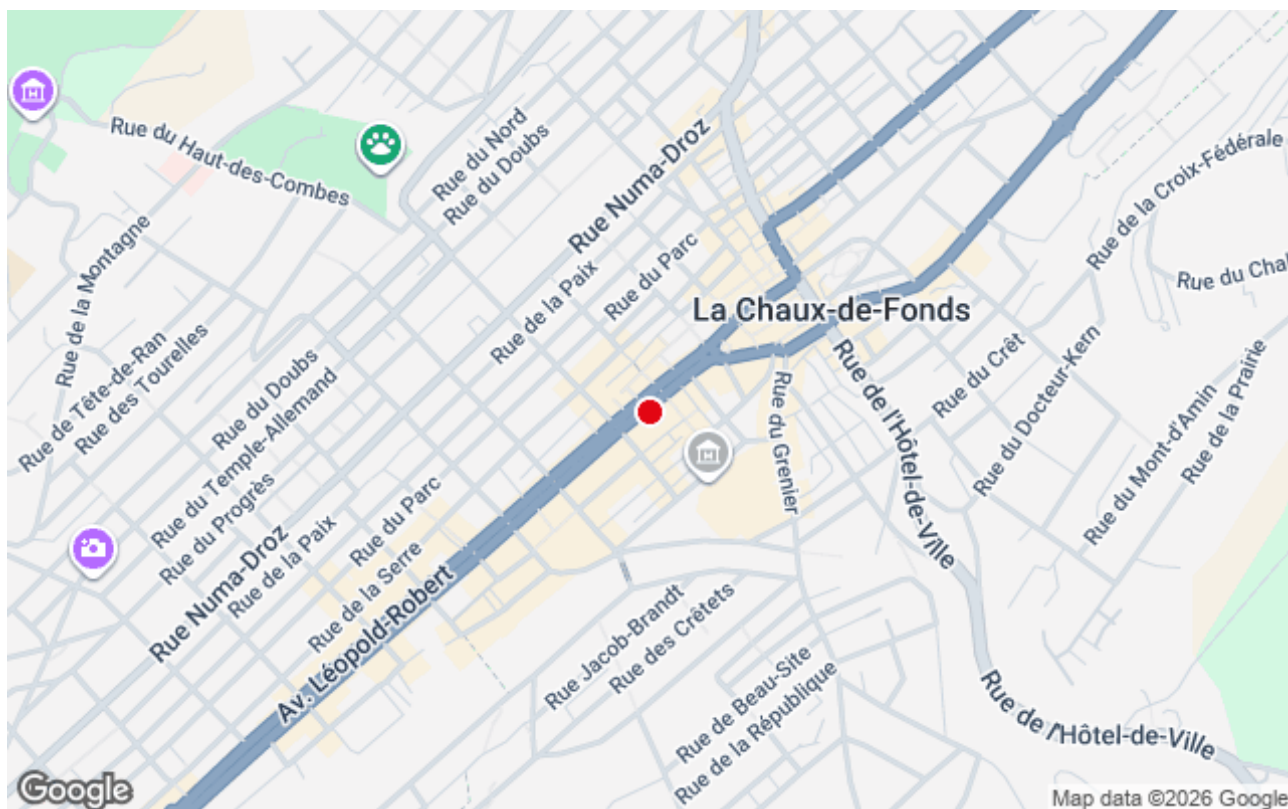 Rue du Haut-des-Combes
Rue du Nord
Rue du Doubs
Rue Numa-Droz
Rue de la Croix-Fédérale
Rue de la Montagne
Rue du Parc
Rue de la Paix
Rue du Chal
La Chaux-de-Fonds
Rue de Tête-de-Ran
Rue des Tourelles
Rue du Doubs
Rue du Temple-Allemand
Rue du Progrès
Rue du Grenier
Rue de l'Hôtel-de-Ville
Rue du Crêt
Rue du Docteur-Kern
Rue du Mont-d'Amin
Rue de la Prairie
Rue Numa-Droz
Rue de la Paix
Rue du Parc
Rue de la Serre
Av. Léopold-Robert
Rue Jacob-Brandt
Rue des Crêtets
Rue de Beau-Site
Rue de la République
Rue de l'Hôtel-de-Ville
Google
Map data ©2026 Google